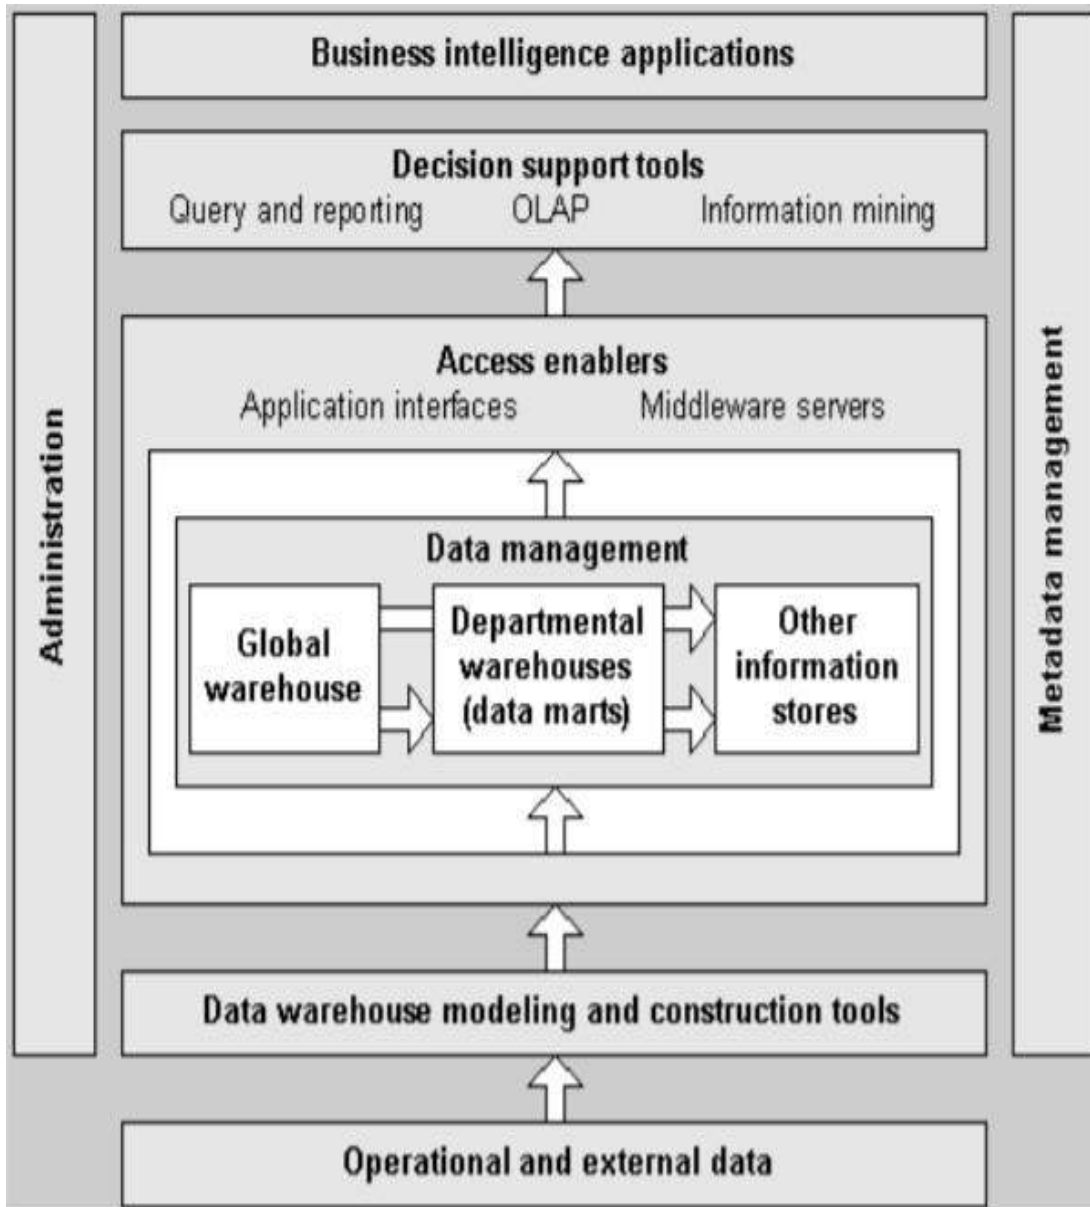 Business intelligence applications
Decision support tools
Query and reporting OLAP Information mining
Access enablers
Application interfaces Middleware servers
Data management
Global
warehouse
Departmental
warehouses
(data marts)
Other
information
stores
Data warehouse modeling and construction tools
Operational and external data
Administration
Metadata management